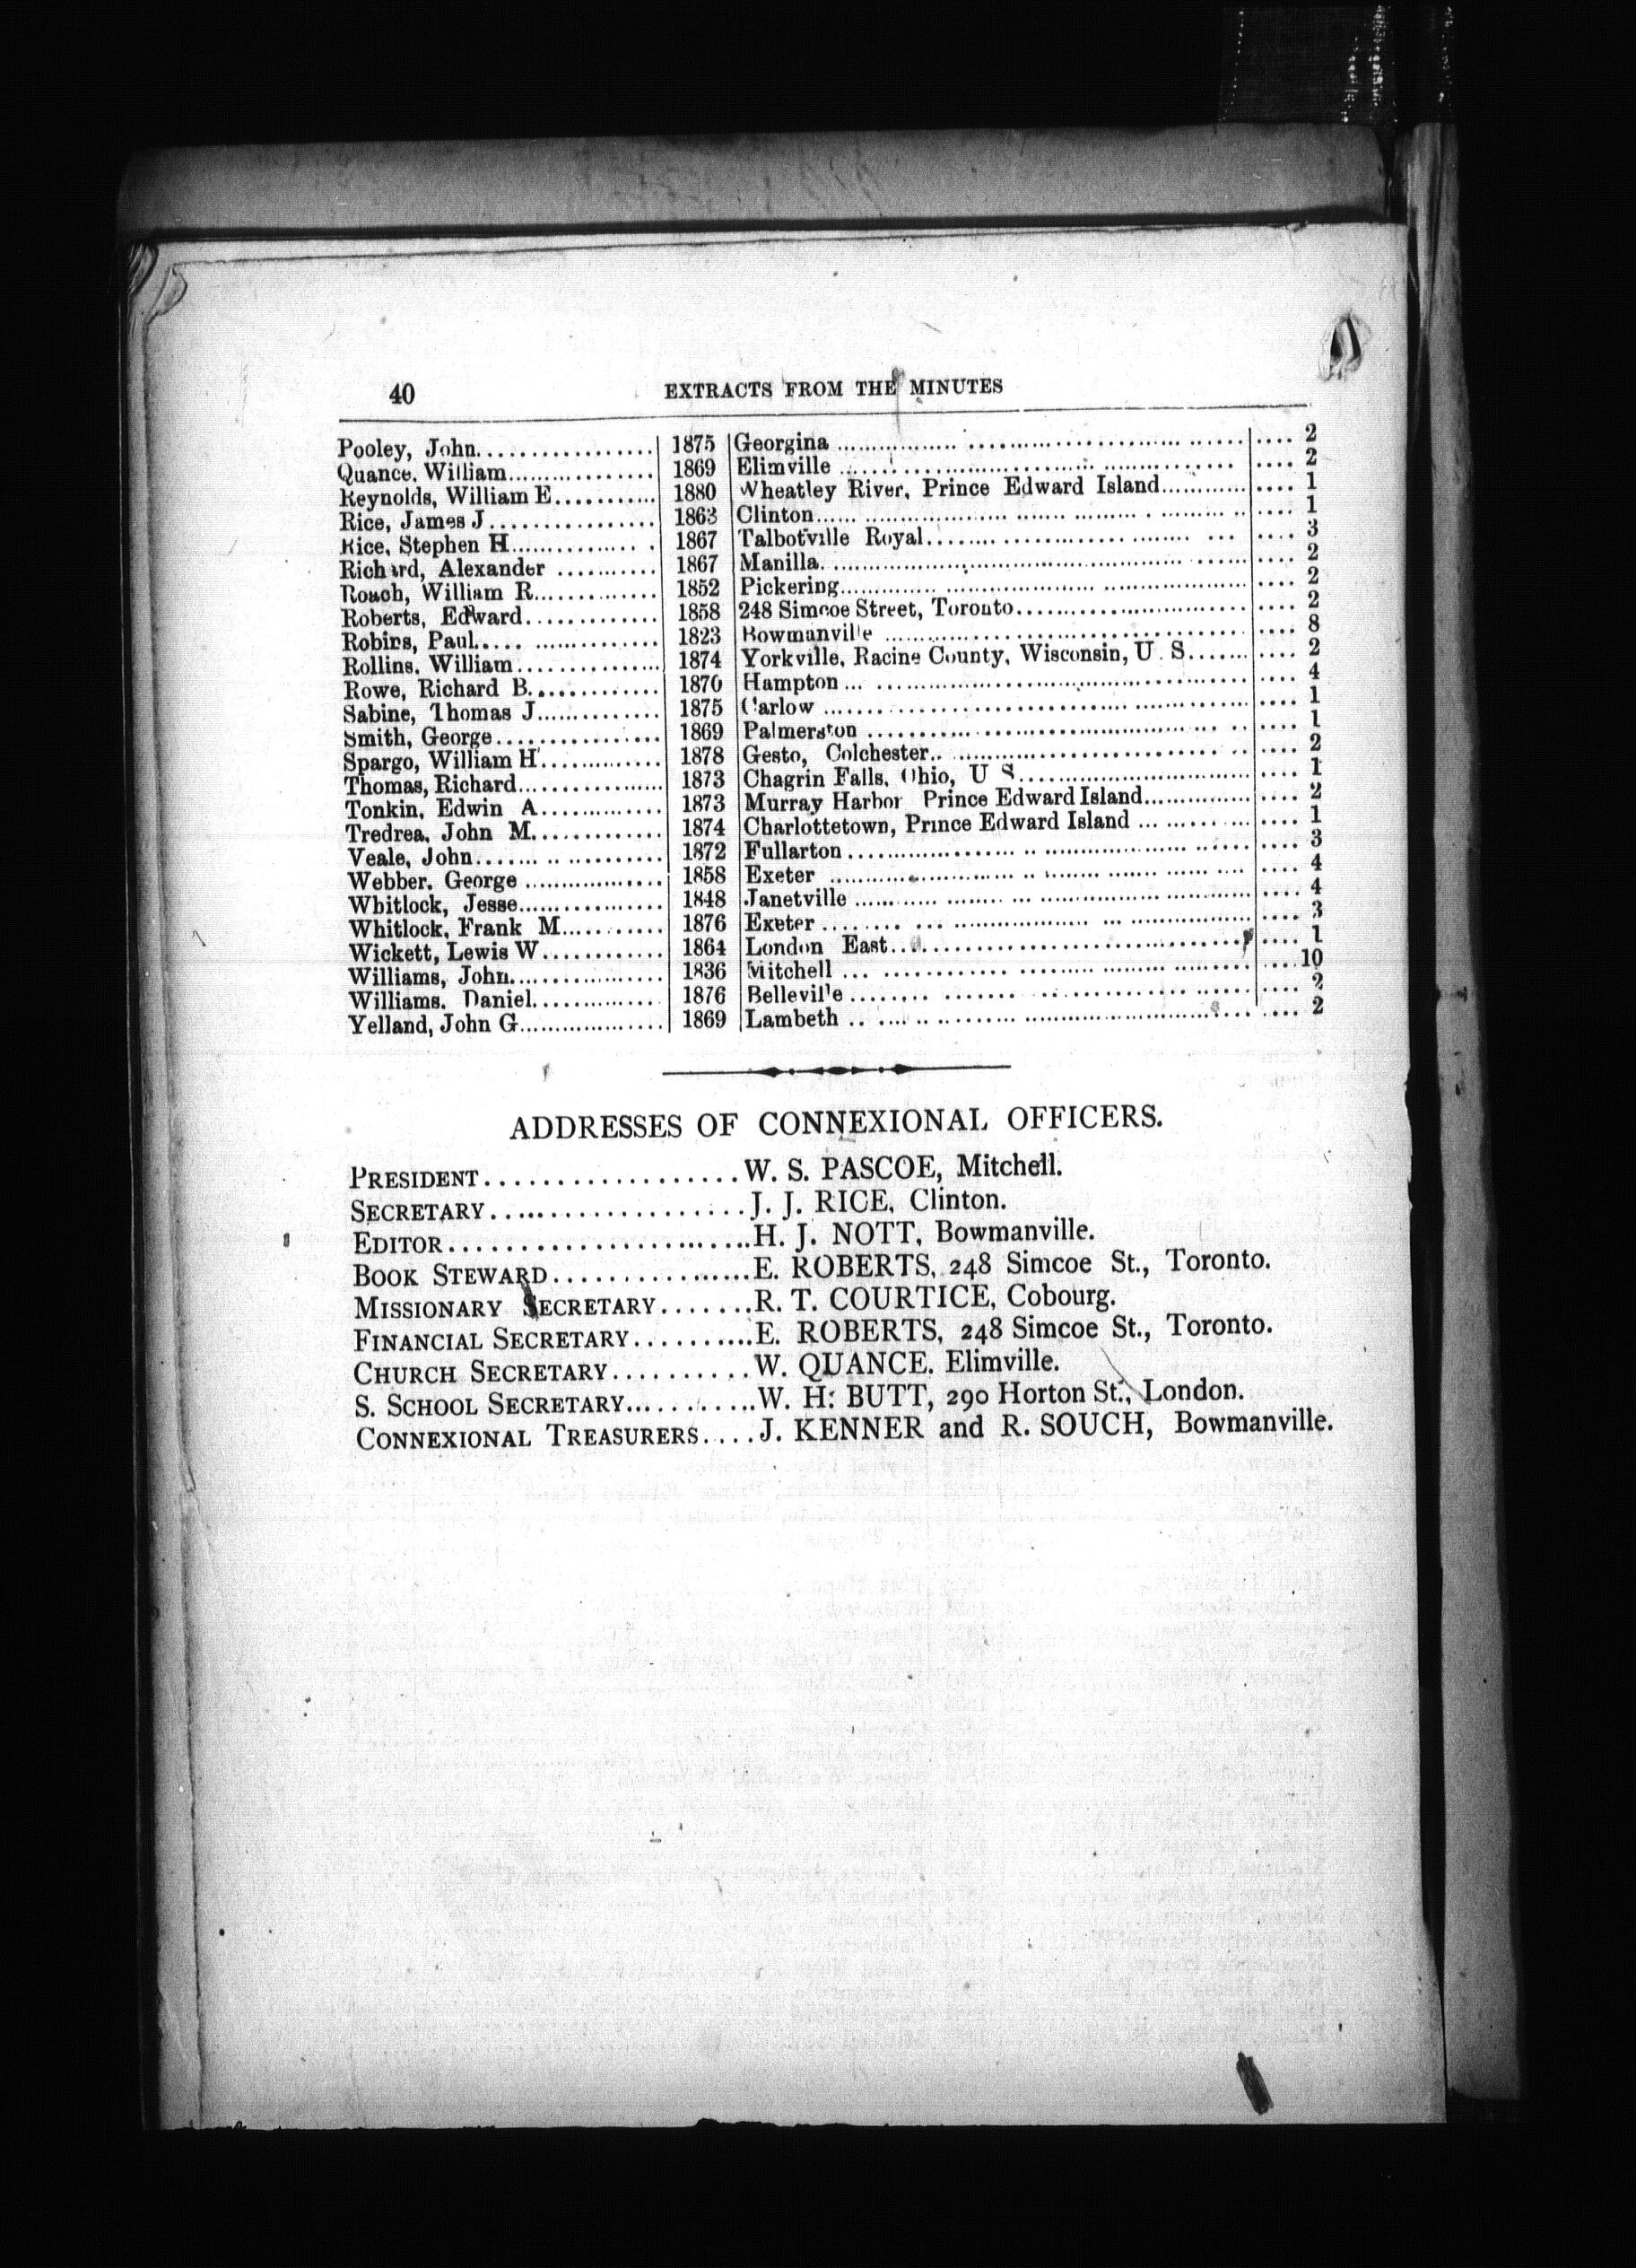 40 EXTRACTS FROM THE MINUTES
Pooley, John................. 1875 Georgina .......... .... 2
Quance, William................ 1869 Elimville .......... .... 2
Reynolds, William E........... 1880 Wheatley River, Prince Edward Island............ .... 1
Rice, James J................ 1863 Clinton...... .... 1
Rice, Stephen H............... 1867 Talbotville Royal.......... .... 3
Richard, Alexander ........... 1867 Manilla.......... .... 2
Roach, William R............. 1852 Pickering.......... .... 2
Roberts, Edward............. 1858 248 Simcoe Street, Toronto.......... .... 2
Robins, Paul..... ............. 1823 Bowmanville .......... .... 8
Rollins, William............... 1874 Yorkville, Racine County, Wisconsin, U. S....... .... 2
Rowe, Richard B............. 1870 Hampton ... .......... .... 4
Sabine, Thomas J.............. 1875 Carlow .......... .... 1
Smith, George................ 1869 Palmerston .......... .... 1
Spargo, William H............. 1878 Gesto, Colchester.......... .... 2
Thomas, Richard................ 1873 Chagrin Falls, Ohio, U S.......... .... 1
Tonkin, Edwin A............. 1873 Murray Harbor Prince Edward Island.............. .... 2
Tredrea, John M............. 1874 Charlottetown, Prince Edward Island ... .......... .... 1
Veale, John................... 1872 Fullarton.......... .... 3
Webber, George ................. 1858 Exeter .......... .... 4
Whitlock, Jesse................ 1848 Janetville .......... .... 4
Whitlock, Frank M........... 1876 Exeter.......... .... 3
Wickett, Lewis W............ 1864 London East.......... .... 1
Williams, John................ 1836 Mitchell ... .......... ....10
Williams, Daniel............. 1876 Belleville.......... .... 2
Yelland, John G................. 1869 Lambeth .......... .... 2
ADDRESSES OF CONNEXIONAL OFFICERS.
PRESIDENT..................W. S. PASCOE, Mitchell.
SECRETARY..................J. J. RICE, Clinton.
EDITOR.....................H. J. NOTT, Bowmanville.
BOOK STEWARD...............E. ROBERTS, 248 Simcoe St., Toronto.
MISSIONARY SECRETARY.......R. T. COURTICE, Cobourg.
FINANCIAL SECRETARY..........E. ROBERTS, 248 Simcoe St., Toronto.
CHURCH SECRETARY..........W. QUANCE. Elimville.
S. SCHOOL SECRETARY...........W. H. BUTT, 290 Horton St., London.
CONNEXIONAL TREASURERS....J. KENNER and R. SOUCH, Bowmanville.